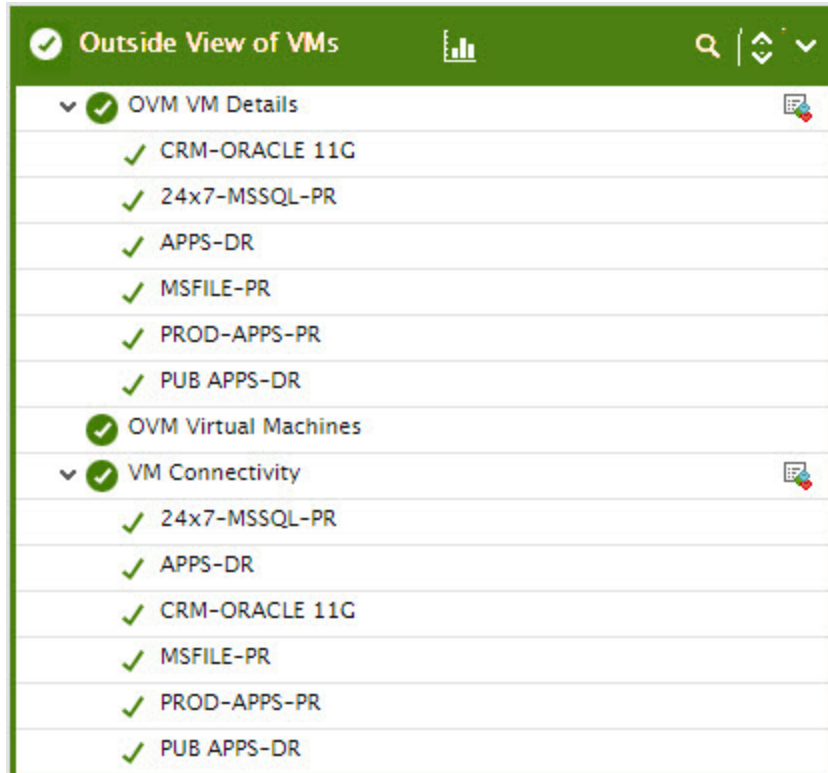 Outside View of VMs
OVM VM Details
CRM-ORACLE 11G
24x7-MSSQL-PR
APPS-DR
MSFILE-PR
PROD-APPS-PR
PUB APPS-DR
OVM Virtual Machines
VM Connectivity
24x7-MSSQL-PR
APPS-DR
CRM-ORACLE 11G
MSFILE-PR
PROD-APPS-PR
PUB APPS-DR